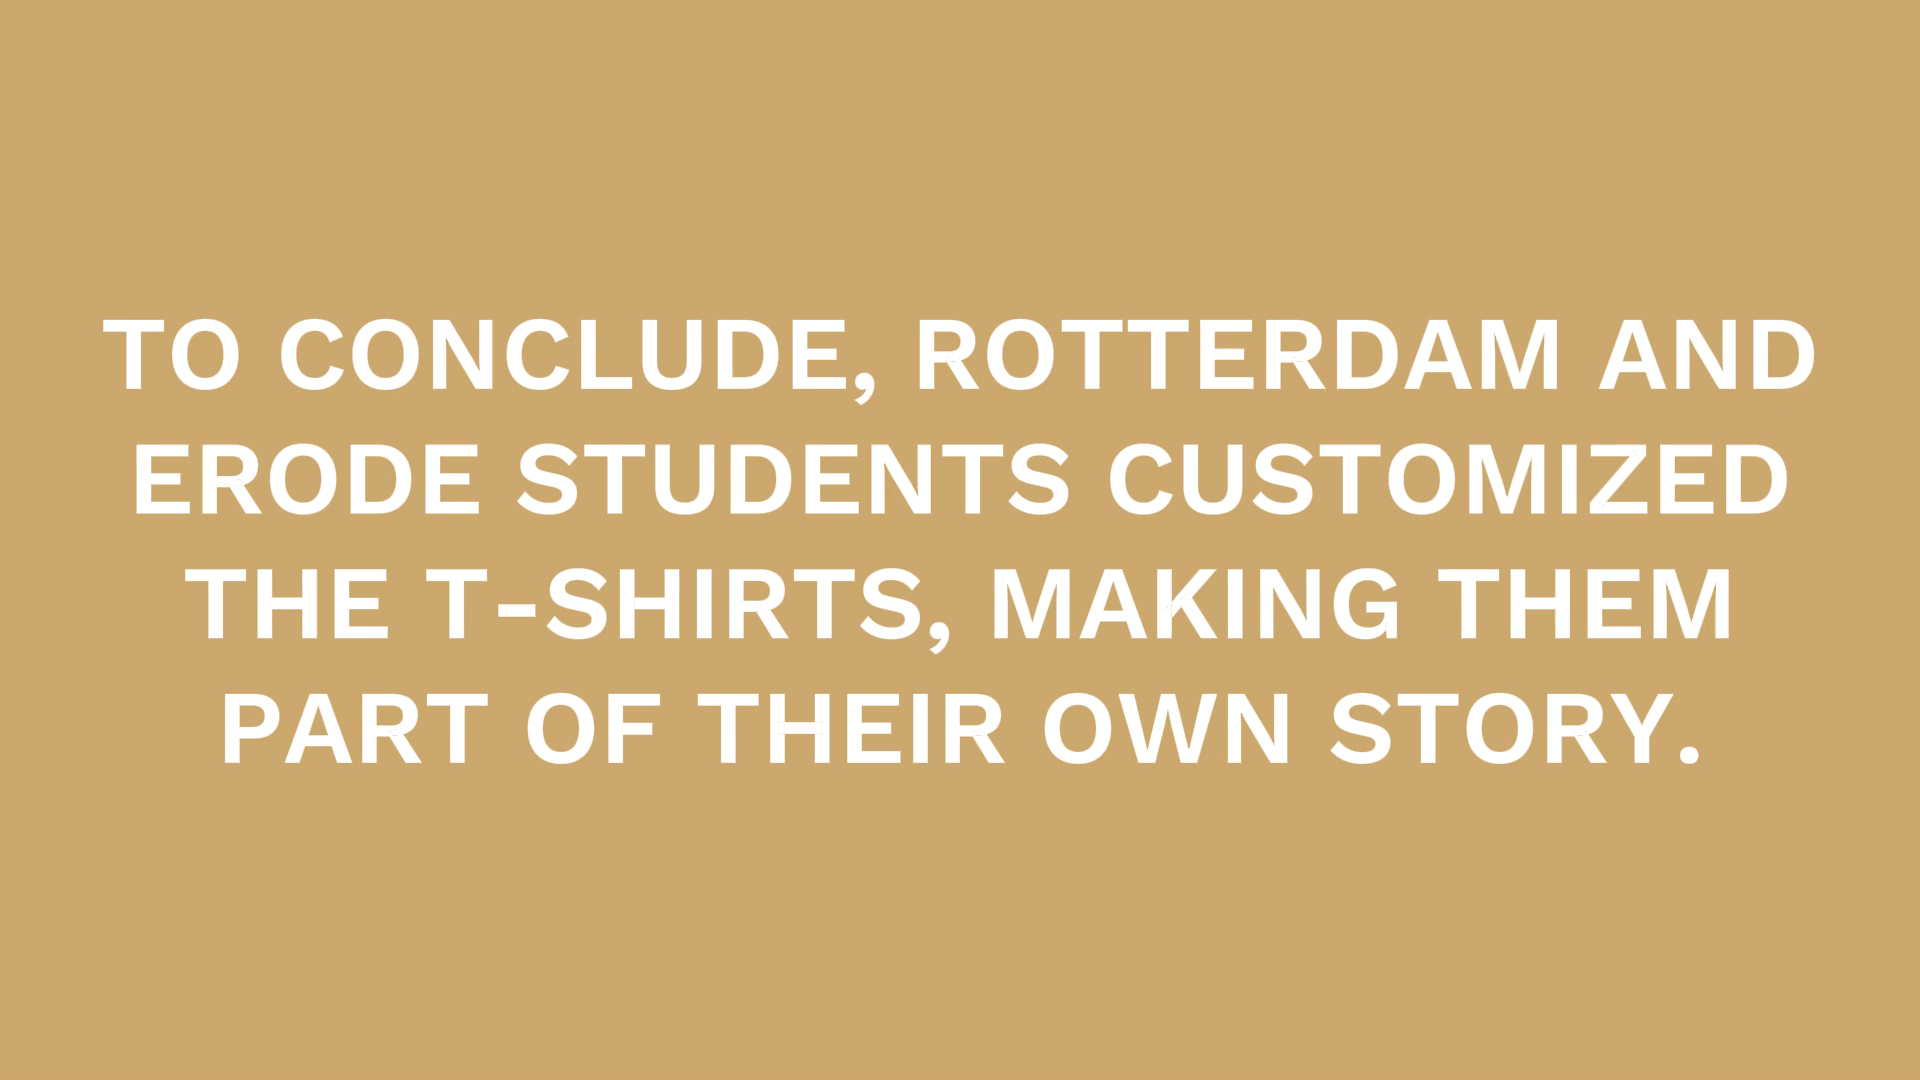 TO CONCLUDE, ROTTERDAM AND
ERODE STUDENTS CUSTOMIZED
THE T-SHIRTS, MAKING THEM
PART OF THEIR OWN STORY.